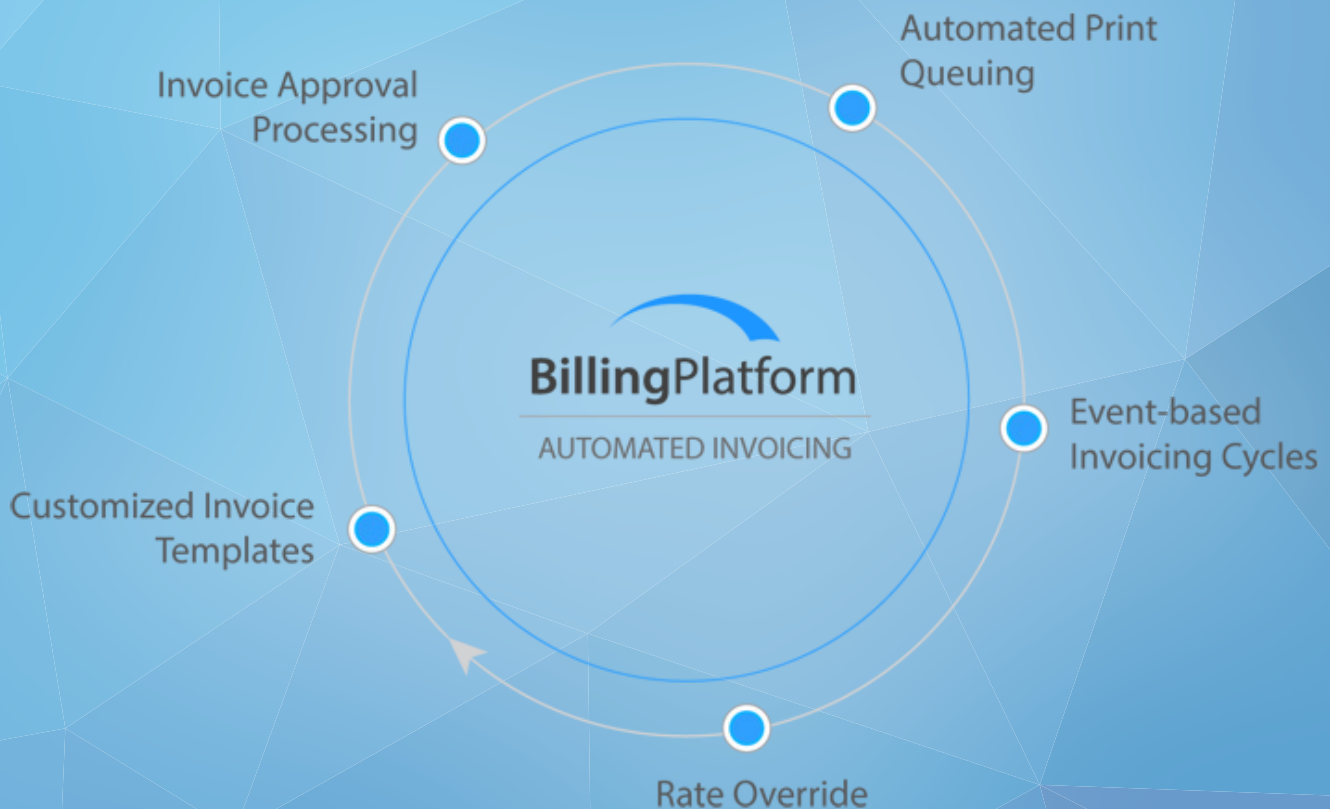 Automated Print
Queuing
Invoice Approval
Processing
BillingPlatform
AUTOMATED INVOICING
Event-based
Invoicing Cycles
Customized Invoice
Templates
Rate Override